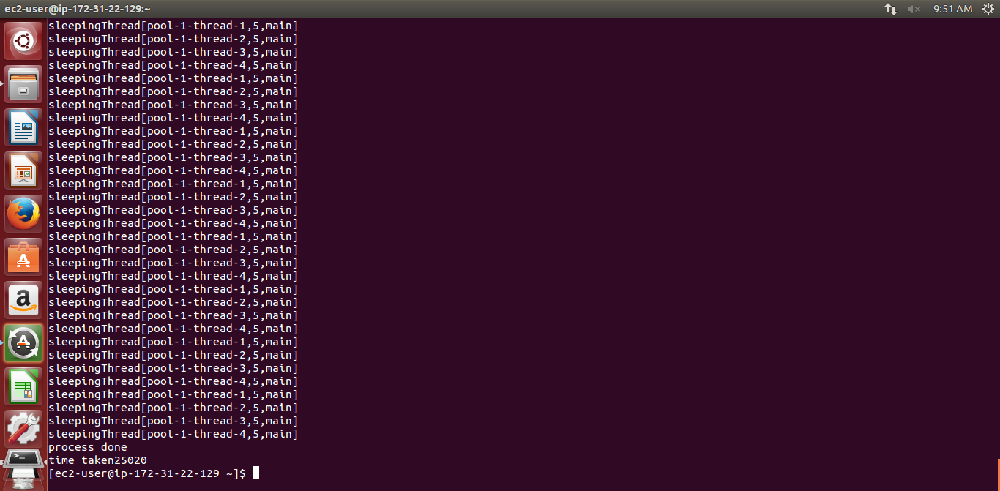 ec2-user@ip-172-31-22-129:~ 9:51 AM
sleepingThread[pool-1-thread-1,5,main]
sleepingThread[pool-1-thread-2,5,main]
sleepingThread[pool-1-thread-3,5,main]
sleepingThread[pool-1-thread-4,5,main]
sleepingThread[pool-1-thread-1,5,main]
sleepingThread[pool-1-thread-2,5,main]
sleepingThread[pool-1-thread-3,5,main]
sleepingThread[pool-1-thread-4,5,main]
sleepingThread[pool-1-thread-1,5,main]
sleepingThread[pool-1-thread-2,5,main]
sleepingThread[pool-1-thread-3,5,main]
sleepingThread[pool-1-thread-4,5,main]
sleepingThread[pool-1-thread-1,5,main]
sleepingThread[pool-1-thread-2,5,main]
sleepingThread[pool-1-thread-3,5,main]
sleepingThread[pool-1-thread-4,5,main]
sleepingThread[pool-1-thread-1,5,main]
sleepingThread[pool-1-thread-2,5,main]
sleepingThread[pool-1-thread-3,5,main]
sleepingThread[pool-1-thread-4,5,main]
sleepingThread[pool-1-thread-1,5,main]
sleepingThread[pool-1-thread-2,5,main]
sleepingThread[pool-1-thread-3,5,main]
sleepingThread[pool-1-thread-4,5,main]
sleepingThread[pool-1-thread-1,5,main]
sleepingThread[pool-1-thread-2,5,main]
sleepingThread[pool-1-thread-3,5,main]
sleepingThread[pool-1-thread-4,5,main]
sleepingThread[pool-1-thread-1,5,main]
sleepingThread[pool-1-thread-2,5,main]
sleepingThread[pool-1-thread-3,5,main]
sleepingThread[pool-1-thread-4,5,main]
process done
time taken25020
[ec2-user@ip-172-31-22-129 ~]$